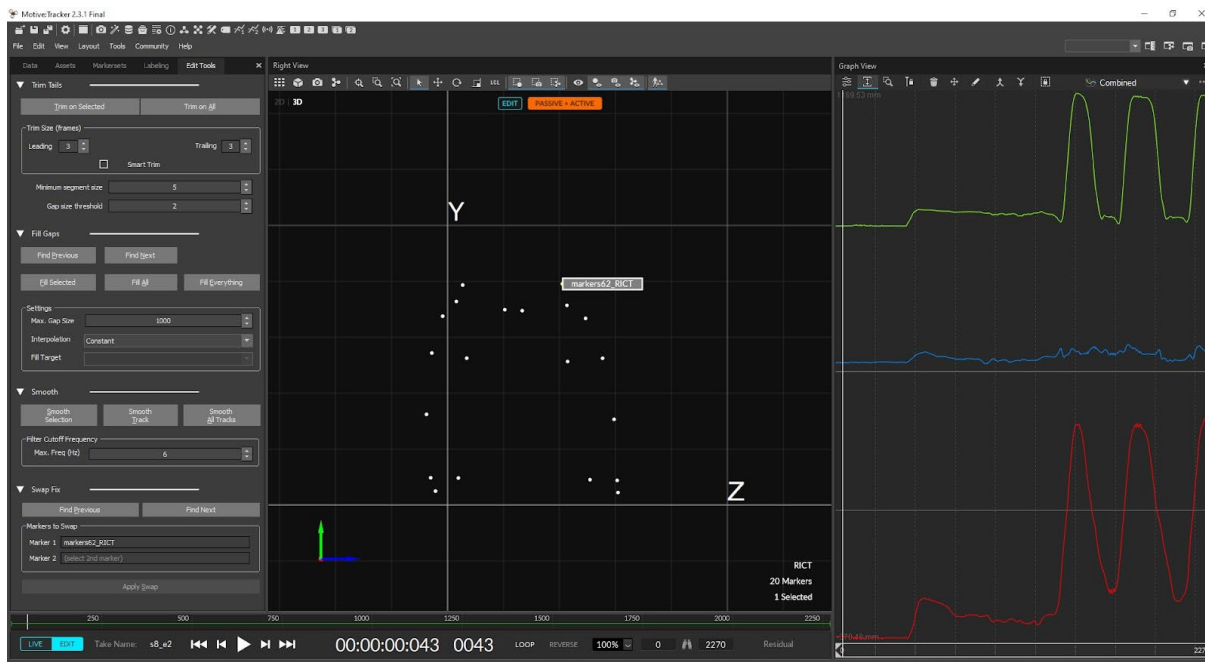 Motive:Tracker 2.3.1 Final
File Edit View Layout Tools Community Help
Data Assets Markersets Labeling Edit Tools
Trim Tails
Trim on Selected Trim on All
Trim Size (frames)
Leading 3 Trailing 3
Smart Trim
Minimum segment size 5
Gap size threshold 2
Fill Gaps
Find Previous Find Next
Fill Selected Fill All Fill Everything
Settings
Max. Gap Size 1000
Interpolation Constant
Fill Target
Smooth
Smooth Selection Smooth Track Smooth All Tracks
Filter Cutoff Frequency
Max. Freq (Hz) 6
Swap Fix
Find Previous Find Next
Markers to Swap
Marker 1 markers62_RICT
Marker 2 (select 2nd marker)
Apply Swap
Right View
LCL
2D 3D
EDIT PASSIVE + ACTIVE
Y
markers62_RICT
Z
RICT
20 Markers
1 Selected
Graph View
Combined
250 500 750 1000 1250 1500 1750 2000 2250
LIVE EDIT Take Name: s8_e2 00:00:00:043 0043 LOOP REVERSE 100% 0 2270 Residual
0